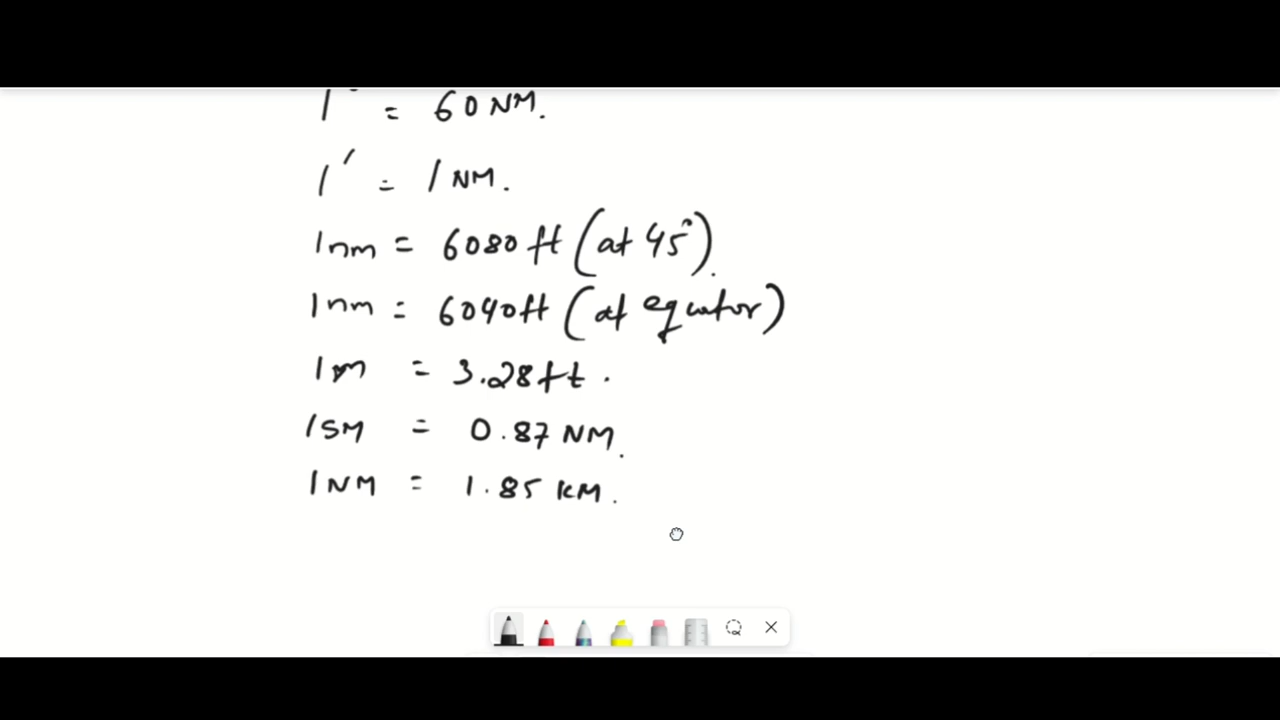 1° = 60 NM.
1′ = 1 NM.
1nm = 6080 ft (at 45°).
1nm = 6040ft (at equator)
1m = 3.28ft.
1SM = 0.87 NM.
1NM = 1.85 KM.